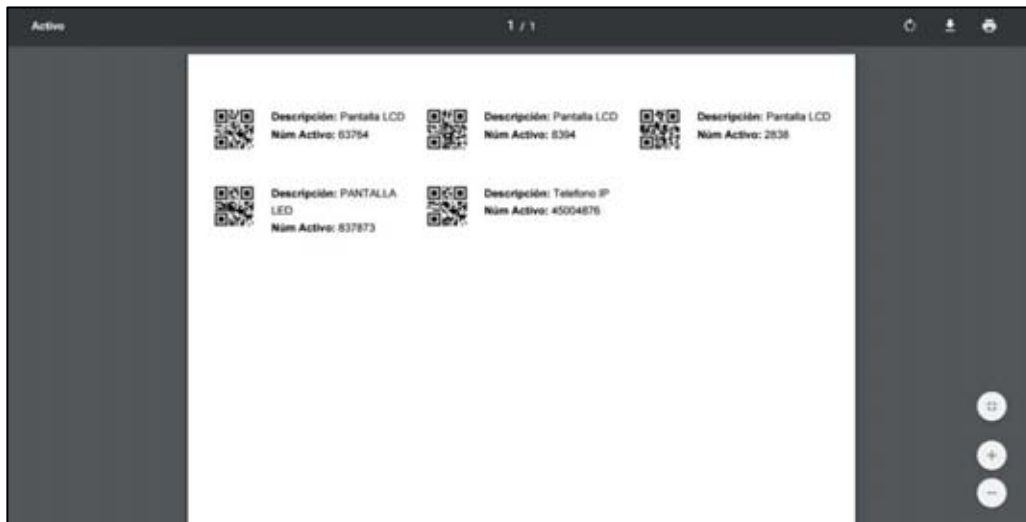 Activo
1 / 1
Descripción: Pantalla LCD
Núm Activo: 63764
Descripción: Pantalla LCD
Núm Activo: 8394
Descripción: Pantalla LCD
Núm Activo: 2838
Descripción: PANTALLA
LED
Núm Activo: 837873
Descripción: Telefono IP
Núm Activo: 45004876